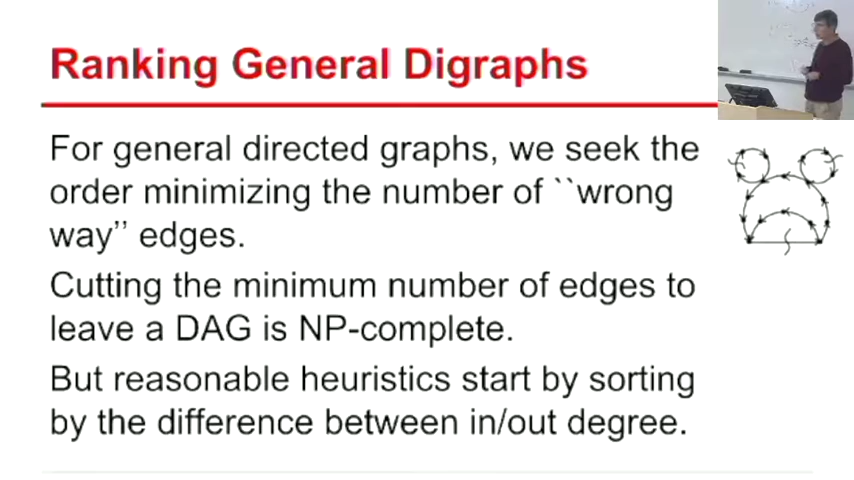 Ranking General Digraphs
For general directed graphs, we seek the
order minimizing the number of ``wrong
way’’ edges.
Cutting the minimum number of edges to
leave a DAG is NP-complete.
But reasonable heuristics start by sorting
by the difference between in/out degree.